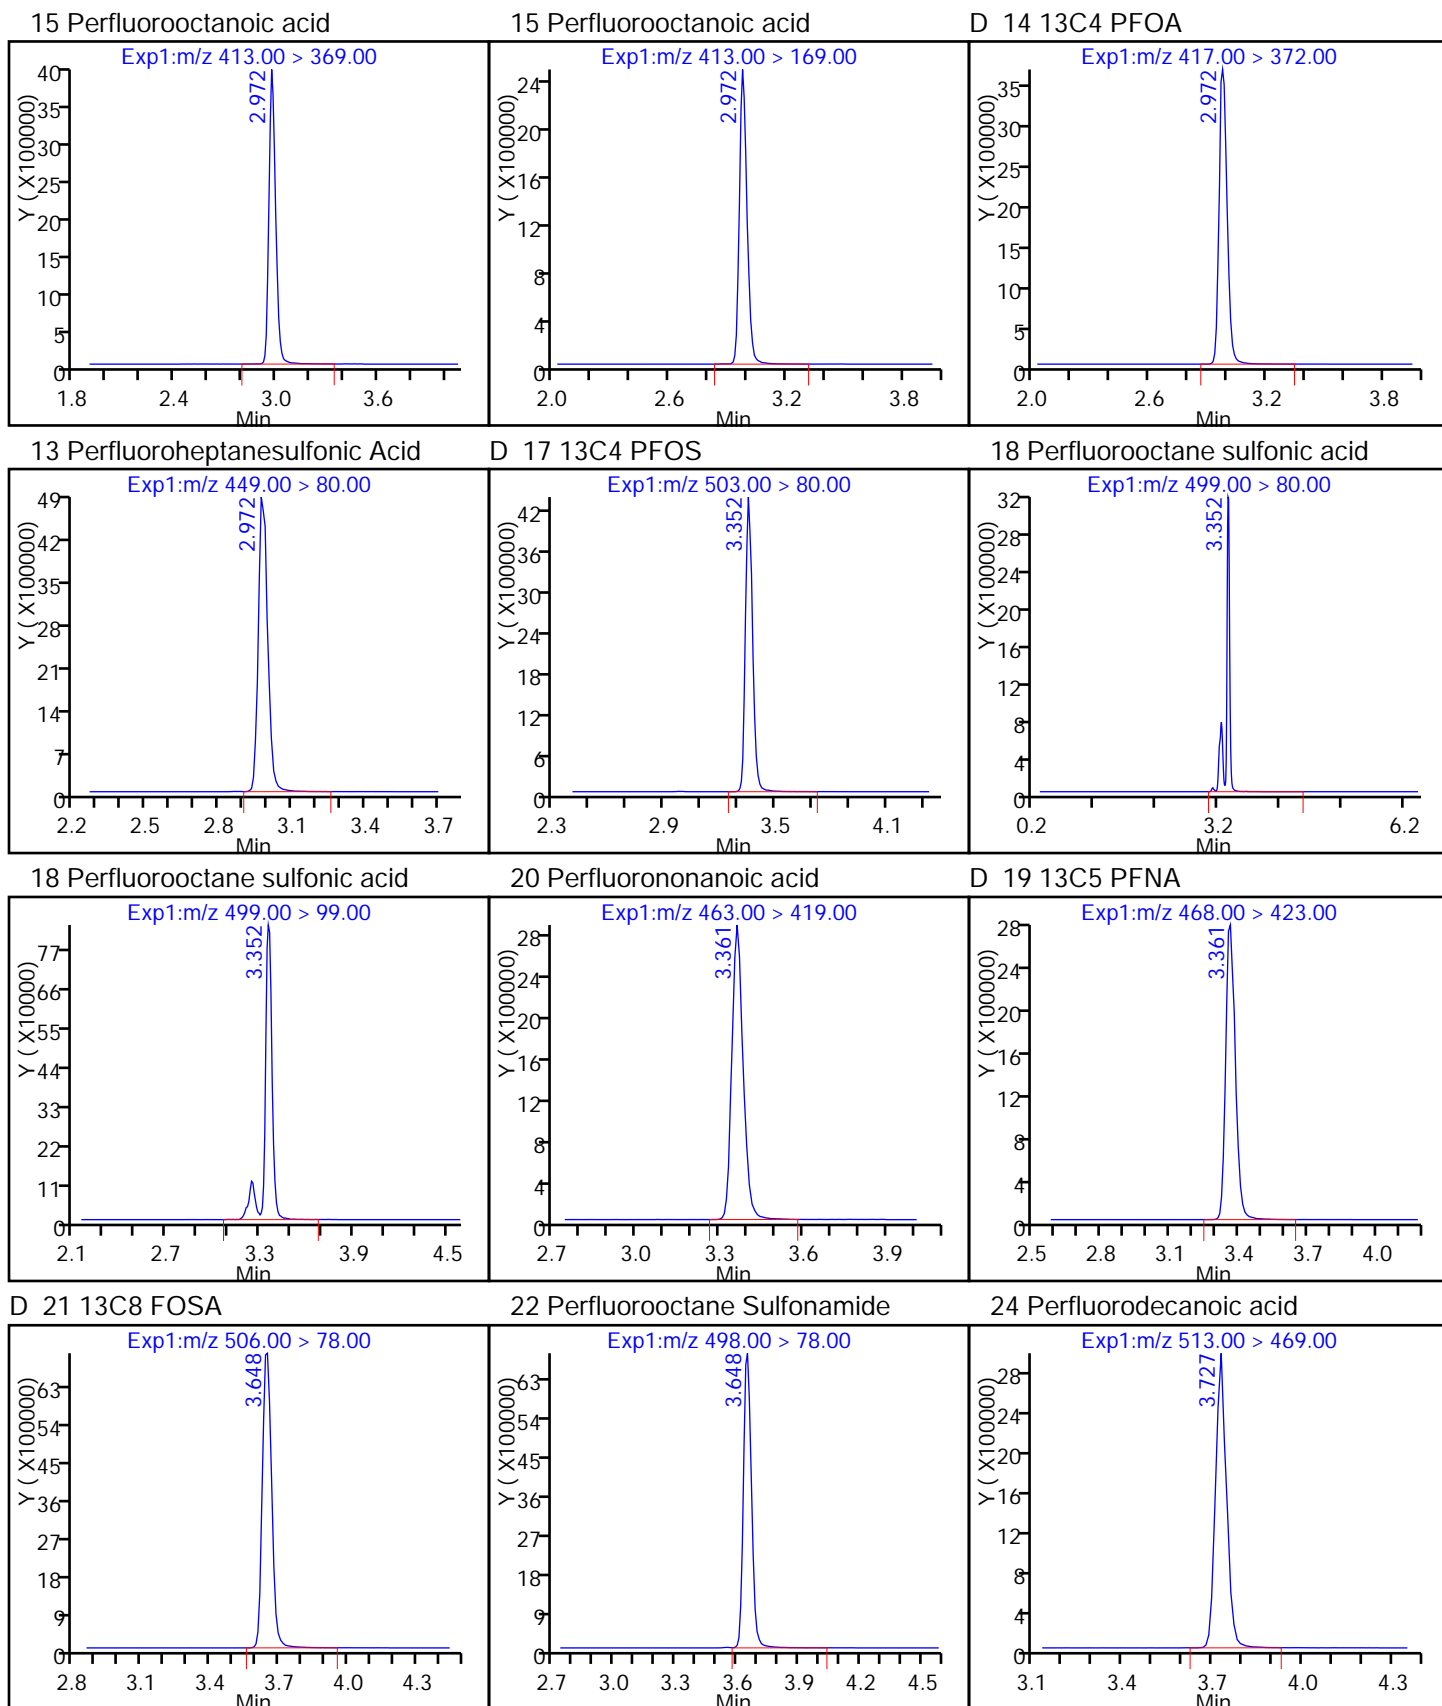 15 Perfluorooctanoic acid
Exp1:m/z 413.00 > 369.00
2.972
Y ( X100000)
40
35
30
25
20
15
10
5
0
1.8 2.4 3.0 3.6
Min
15 Perfluorooctanoic acid
Exp1:m/z 413.00 > 169.00
2.972
Y ( X100000)
24
20
16
12
8
4
0
2.0 2.6 3.2 3.8
Min
D 14 13C4 PFOA
Exp1:m/z 417.00 > 372.00
2.972
Y ( X100000)
35
30
25
20
15
10
5
0
2.0 2.6 3.2 3.8
Min
13 Perfluoroheptanesulfonic Acid
Exp1:m/z 449.00 > 80.00
2.972
Y ( X100000)
49
42
35
28
21
14
7
0
2.2 2.5 2.8 3.1 3.4 3.7
Min
D 17 13C4 PFOS
Exp1:m/z 503.00 > 80.00
3.352
Y ( X100000)
42
36
30
24
18
12
6
0
2.3 2.9 3.5 4.1
Min
18 Perfluorooctane sulfonic acid
Exp1:m/z 499.00 > 80.00
3.352
Y ( X100000)
32
28
24
20
16
12
8
4
0
0.2 3.2 6.2
Min
18 Perfluorooctane sulfonic acid
Exp1:m/z 499.00 > 99.00
3.352
Y ( X100000)
77
66
55
44
33
22
11
0
2.1 2.7 3.3 3.9 4.5
Min
20 Perfluorononanoic acid
Exp1:m/z 463.00 > 419.00
3.361
Y ( X100000)
28
24
20
16
12
8
4
0
2.7 3.0 3.3 3.6 3.9
Min
D 19 13C5 PFNA
Exp1:m/z 468.00 > 423.00
3.361
Y ( X100000)
28
24
20
16
12
8
4
0
2.5 2.8 3.1 3.4 3.7 4.0
Min
D 21 13C8 FOSA
Exp1:m/z 506.00 > 78.00
3.648
Y ( X100000)
63
54
45
36
27
18
9
0
2.8 3.1 3.4 3.7 4.0 4.3
Min
22 Perfluorooctane Sulfonamide
Exp1:m/z 498.00 > 78.00
3.648
Y ( X100000)
63
54
45
36
27
18
9
0
2.7 3.0 3.3 3.6 3.9 4.2 4.5
Min
24 Perfluorodecanoic acid
Exp1:m/z 513.00 > 469.00
3.727
Y ( X100000)
28
24
20
16
12
8
4
0
3.1 3.4 3.7 4.0 4.3
Min